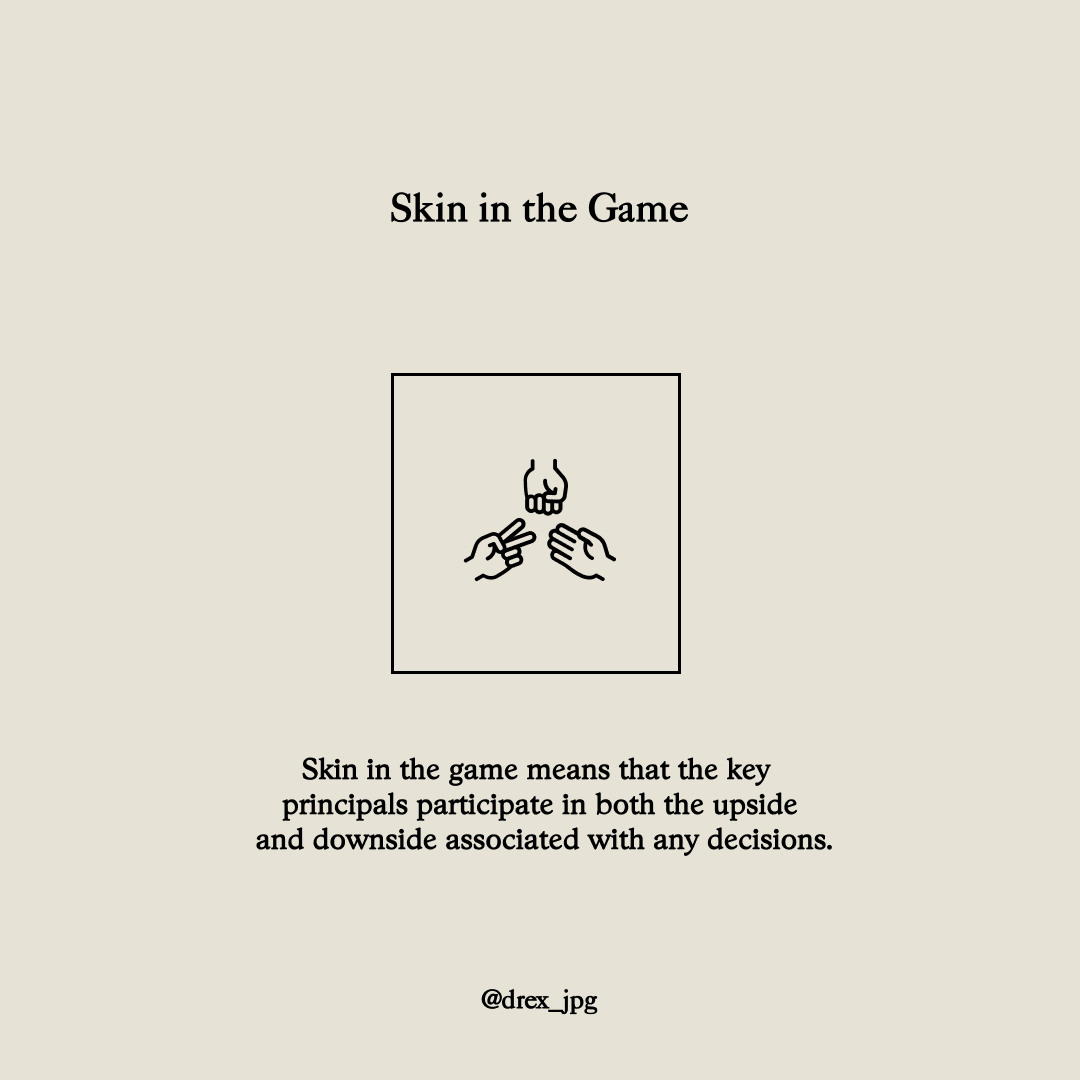 Skin in the Game
Skin in the game means that the key
principals participate in both the upside
and downside associated with any decisions.
@drex_jpg